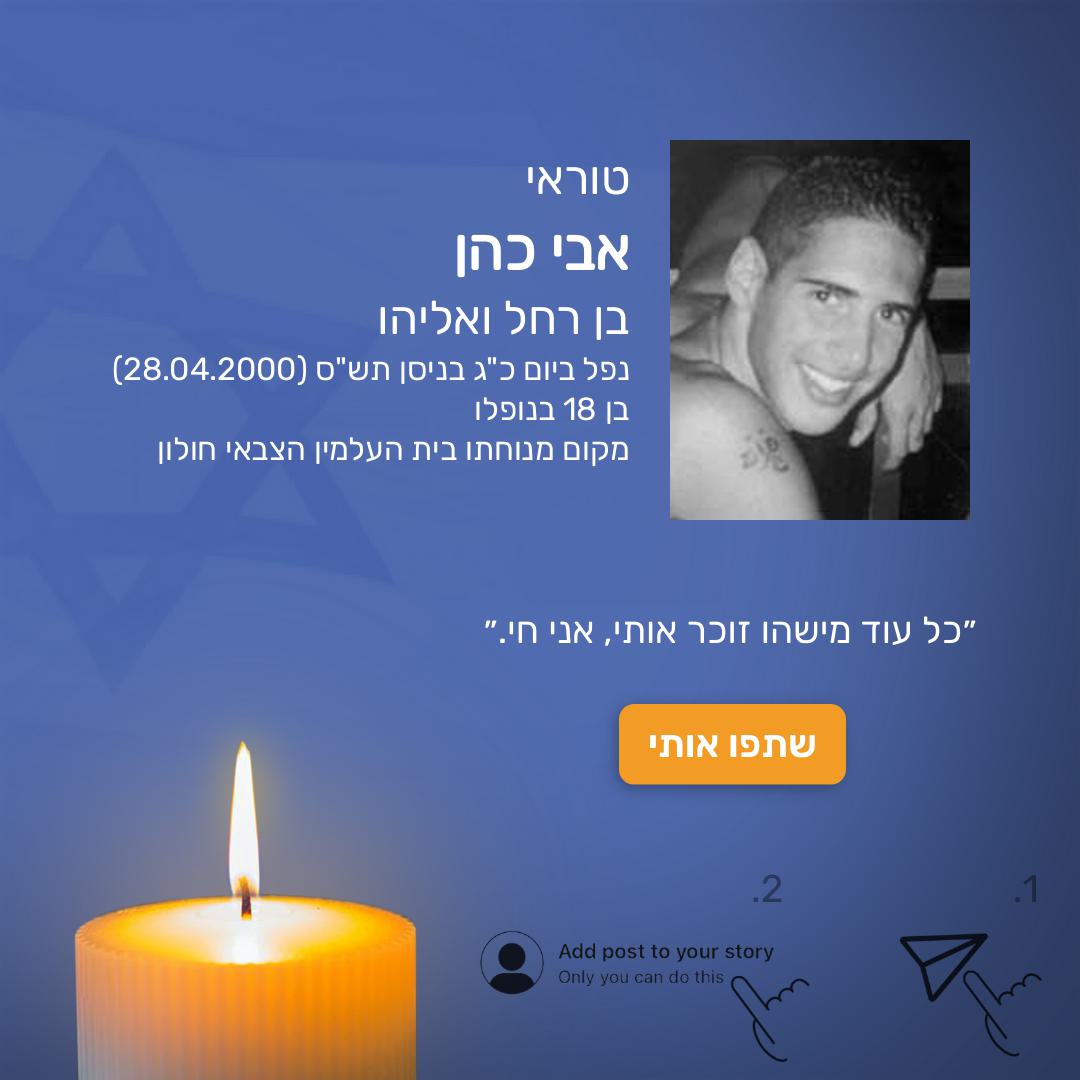 טוראי
אבי כהן
בן רחל ואליהו
נפל ביום כ"ג בניסן תש"ס (28.04.2000)
בן 18 בנופלו
מקום מנוחתו בית העלמין הצבאי חולון
״כל עוד מישהו זוכר אותי, אני חי.״
שתפו אותי
.1
.2
Add post to your story
Only you can do this